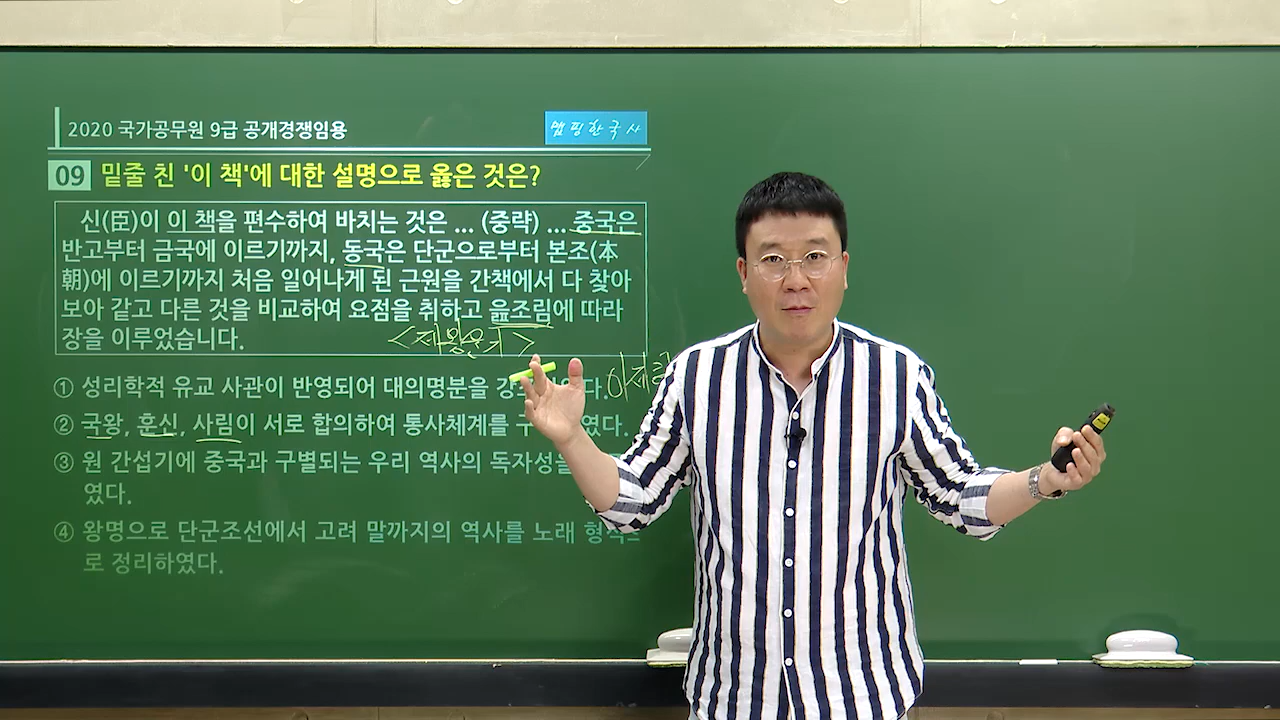 2020 국가공무원 9급 공개경쟁임용
맵핑한국사
09 밑줄 친 '이 책'에 대한 설명으로 옳은 것은?
신(臣)이 이 책을 편수하여 바치는 것은 ... (중략) ... 중국은
반고부터 금국에 이르기까지, 동국은 단군으로부터 본조(本
朝)에 이르기까지 처음 일어나게 된 근원을 간책에서 다 찾아
보아 같고 다른 것을 비교하여 요점을 취하고 읊조림에 따라
장을 이루었습니다.
<제왕운기>
① 성리학적 유교 사관이 반영되어 대의명분을
② 국왕, 훈신, 사림이 서로 합의하여 통사체계를 구
③ 원 간섭기에 중국과 구별되는 우리 역사의 독자성을
였다.
④ 왕명으로 단군조선에서 고려 말까지의 역사를 노래 형식으
로 정리하였다.